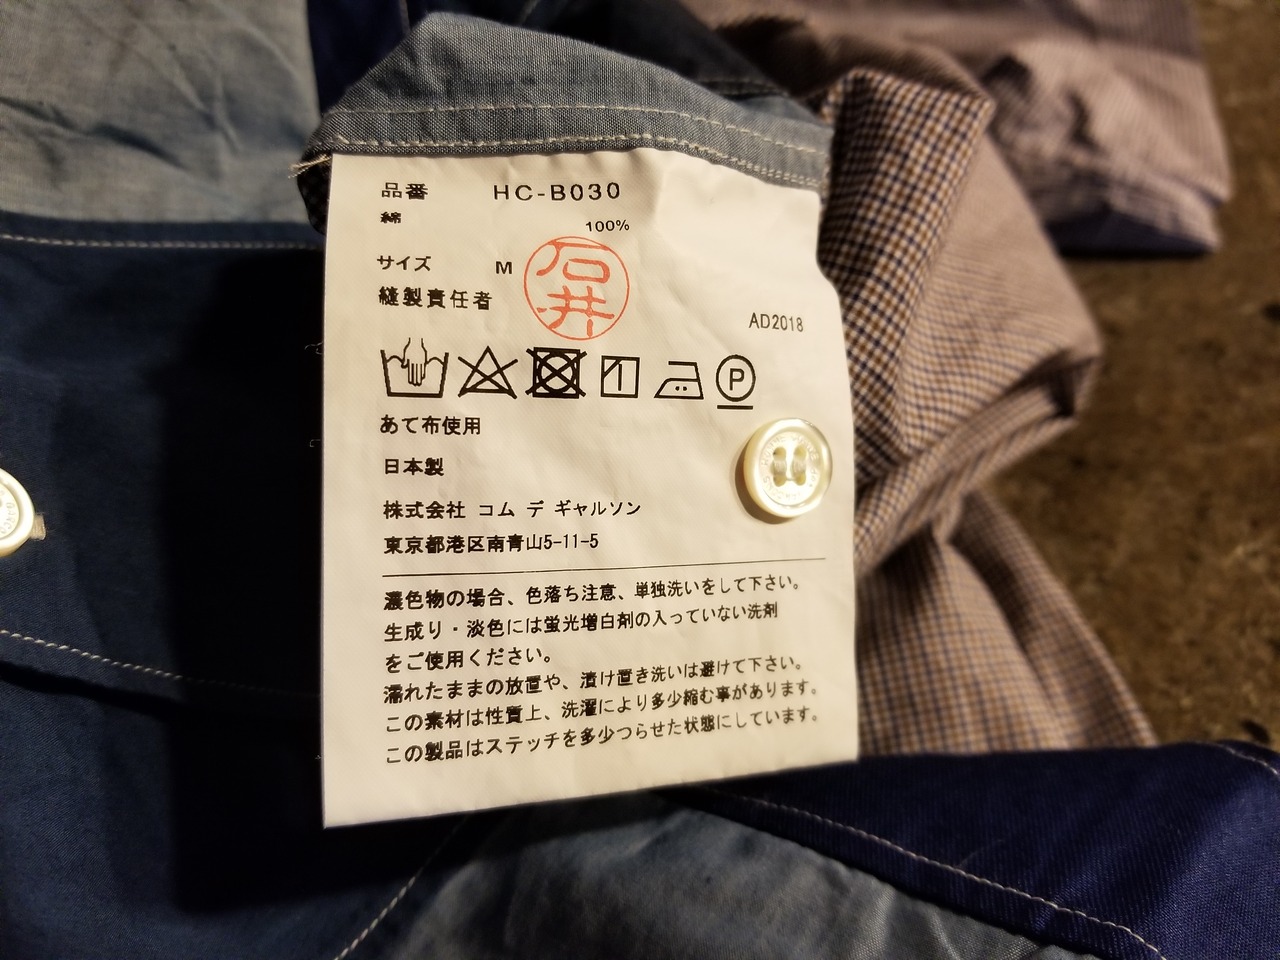 品番 HC-B030
綿 100%
サイズ M
石井
縫製責任者
AD2018
P
あて布使用
日本製
株式会社 コム デ ギャルソン
東京都港区南青山5-11-5
濃色物の場合、色落ち注意、単独洗いをして下さい。
生成り・淡色には蛍光増白剤の入っていない洗剤
をご使用ください。
濡れたままの放置や、漬け置き洗いは避けて下さい。
この素材は性質上、洗濯により多少縮む事があります。
この製品はステッチを多少つらせた状態にしています。